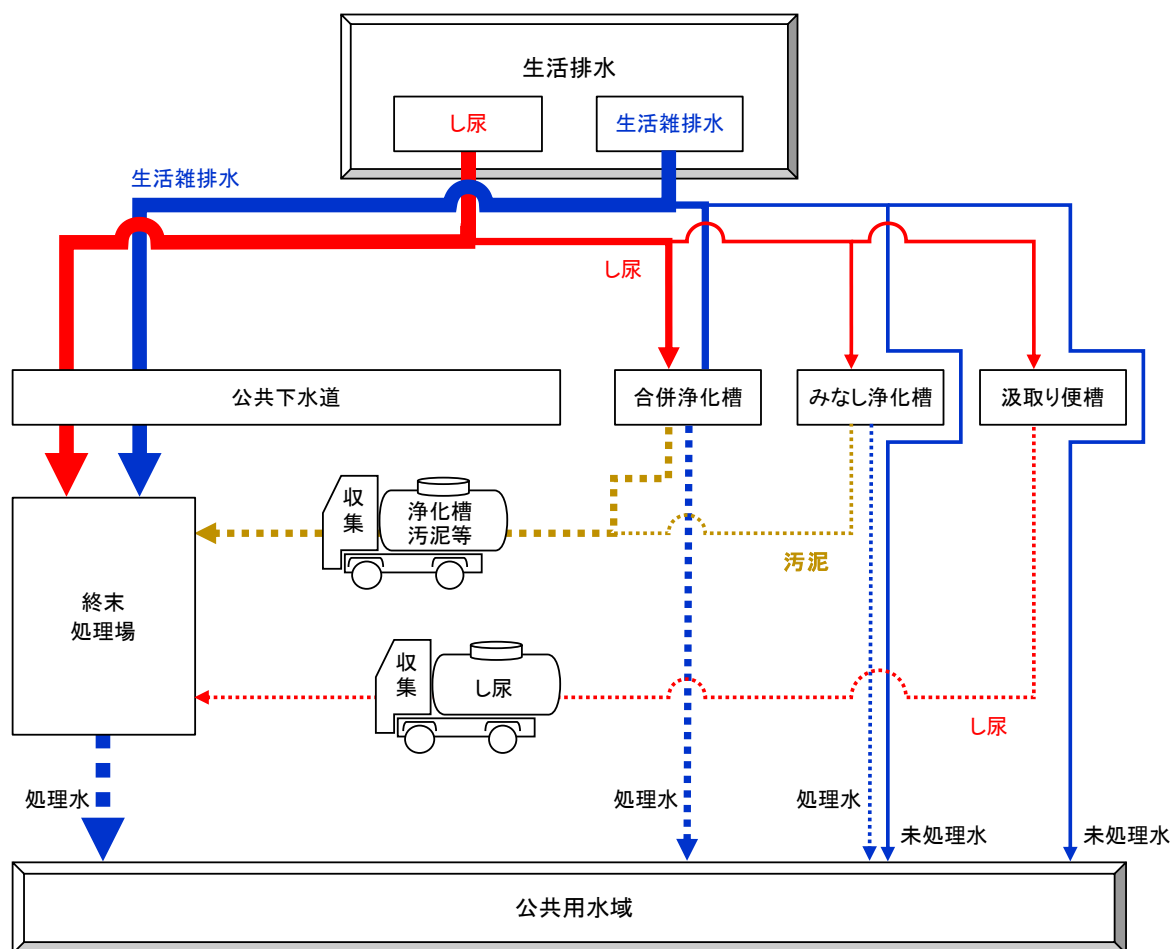 生活排水
し尿
生活雑排水
生活雑排水
し尿
公共下水道
合併浄化槽
みなし浄化槽
汲取り便槽
収集
浄化槽
汚泥等
汚泥
終末
処理場
収集
し尿
し尿
処理水
処理水
処理水
未処理水
未処理水
公共用水域